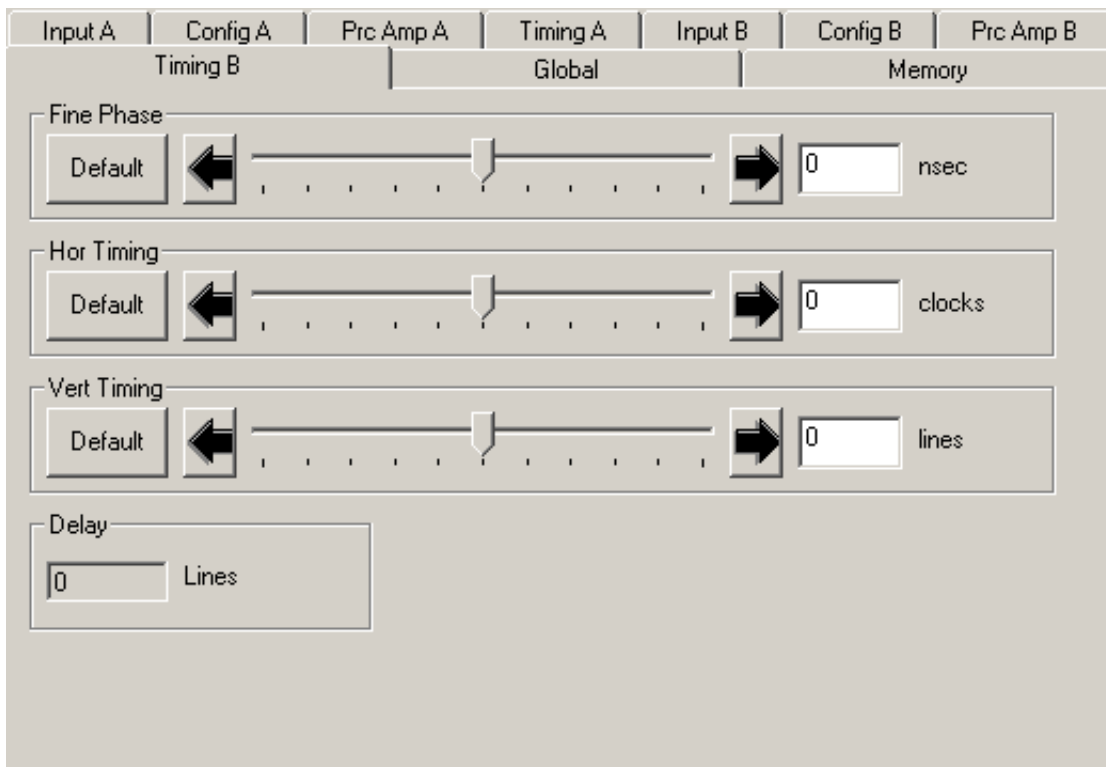 Input A Config A Prc Amp A Timing A Input B Config B Prc Amp B
Timing B Global Memory
Fine Phase
Default 0 nsec
Hor Timing
Default 0 clocks
Vert Timing
Default 0 lines
Delay
0 Lines